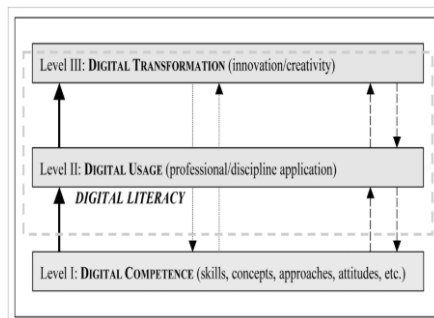 Level III: DIGITAL TRANSFORMATION (innovation/creativity)
Level II: DIGITAL USAGE (professional/discipline application)
DIGITAL LITERACY
Level I: DIGITAL COMPETENCE (skills, concepts, approaches, attitudes, etc.)